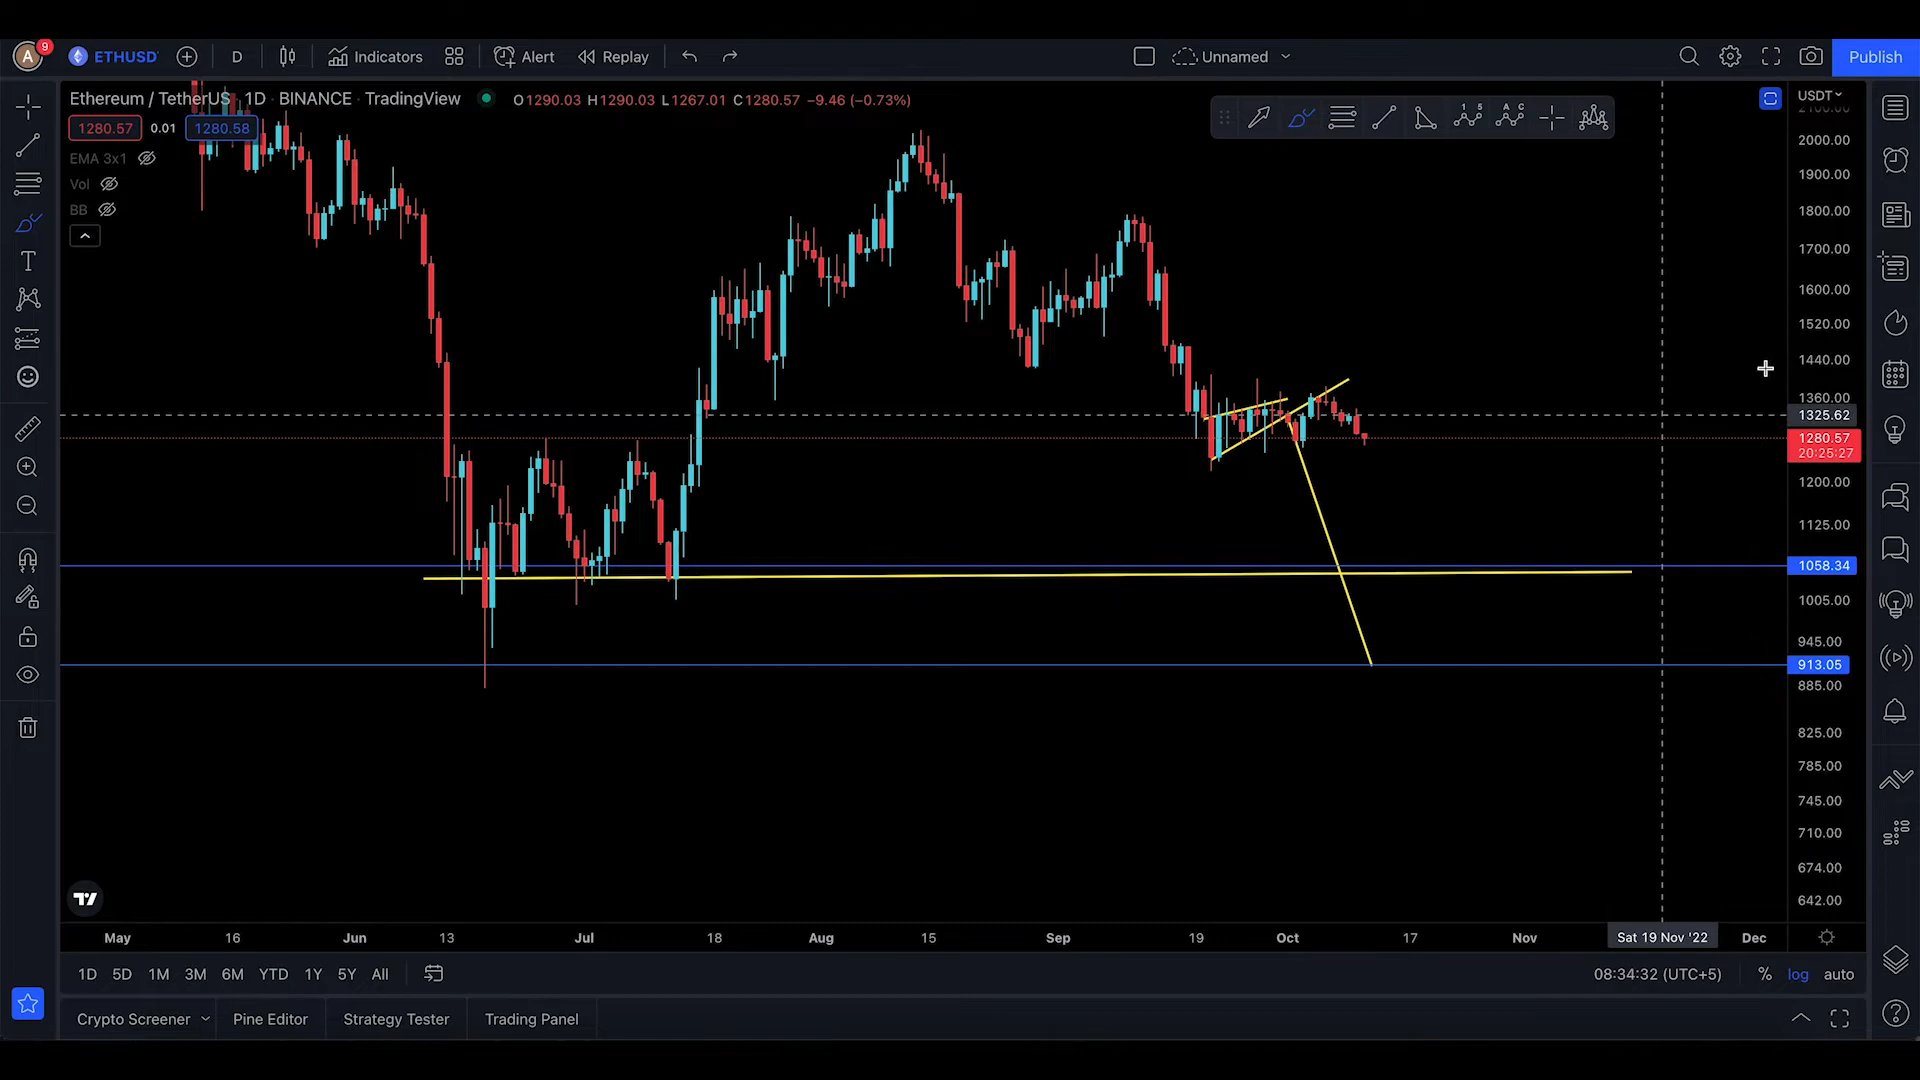 A 9 ETHUSD D Indicators Alert Replay Unnamed Publish
Ethereum / TetherUS 1D BINANCE TradingView O1290.03 H1290.03 L1267.01 C1280.57 −9.46 (−0.73%)
USDT
1280.57 0.01 1280.58
EMA 3x1
Vol
BB
1 5
A C
2100.00
2000.00
1900.00
1800.00
1700.00
1600.00
1520.00
1440.00
1360.00
1325.62
1280.57
20:25:27
1200.00
1125.00
1058.34
1005.00
945.00
913.05
885.00
825.00
785.00
745.00
710.00
674.00
642.00
May 16 Jun 13 Jul 18 Aug 15 Sep 19 Oct 17 Nov Sat 19 Nov '22 Dec
1D 5D 1M 3M 6M YTD 1Y 5Y All 08:34:32 (UTC+5) % log auto
Crypto Screener Pine Editor Strategy Tester Trading Panel